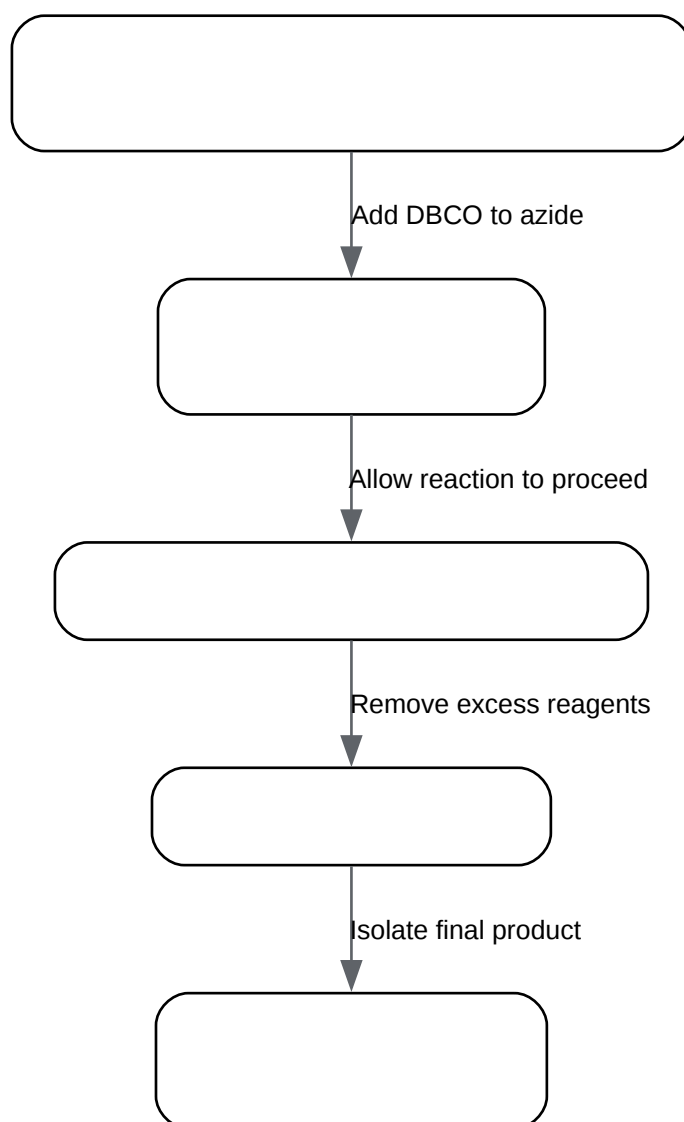 Add DBCO to azide
Allow reaction to proceed
Remove excess reagents
Isolate final product